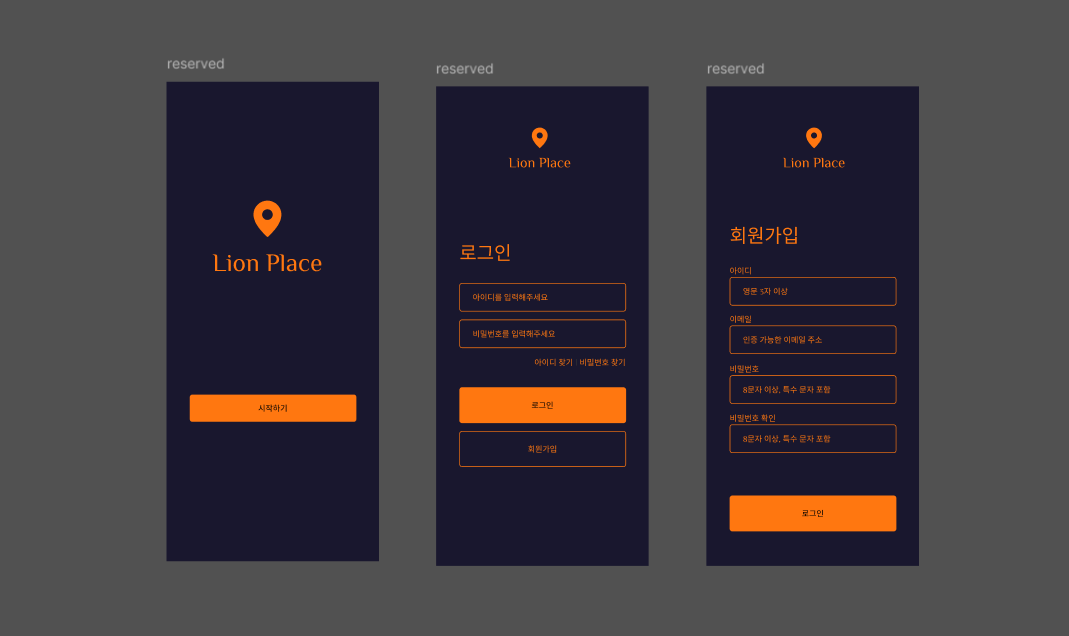 reserved
Lion Place
시작하기
reserved
Lion Place
로그인
아이디를 입력해주세요
비밀번호를 입력해주세요
아이디 찾기 | 비밀번호 찾기
로그인
회원가입
reserved
Lion Place
회원가입
아이디
영문 5자 이상
이메일
인증 가능한 이메일 주소
비밀번호
8문자 이상, 특수 문자 포함
비밀번호 확인
8문자 이상, 특수 문자 포함
로그인